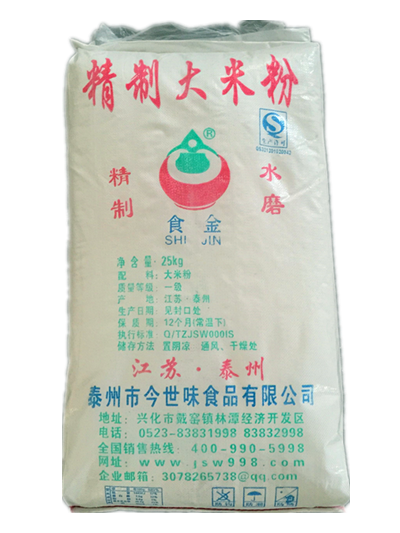 精制大米粉
®
生产许可
精制
水磨
食金
SHI JIN
净含量:25kg
配 料:大米粉
质量等级:一级
产 地:江苏·泰州
生产日期:见封口处
保质期:12个月(常温下)
执行标准:Q/TZJSW0001S
储存方法:置阴凉、通风、干燥处
江苏·泰州
泰州市今世味食品有限公司
地址:兴化市戴窑镇林潭经济开发区
电话:0523-83831998 83832998
全国销售热线:400-990-5998
网址:www.jsw998.com
企业邮箱:3078265738@qq.com